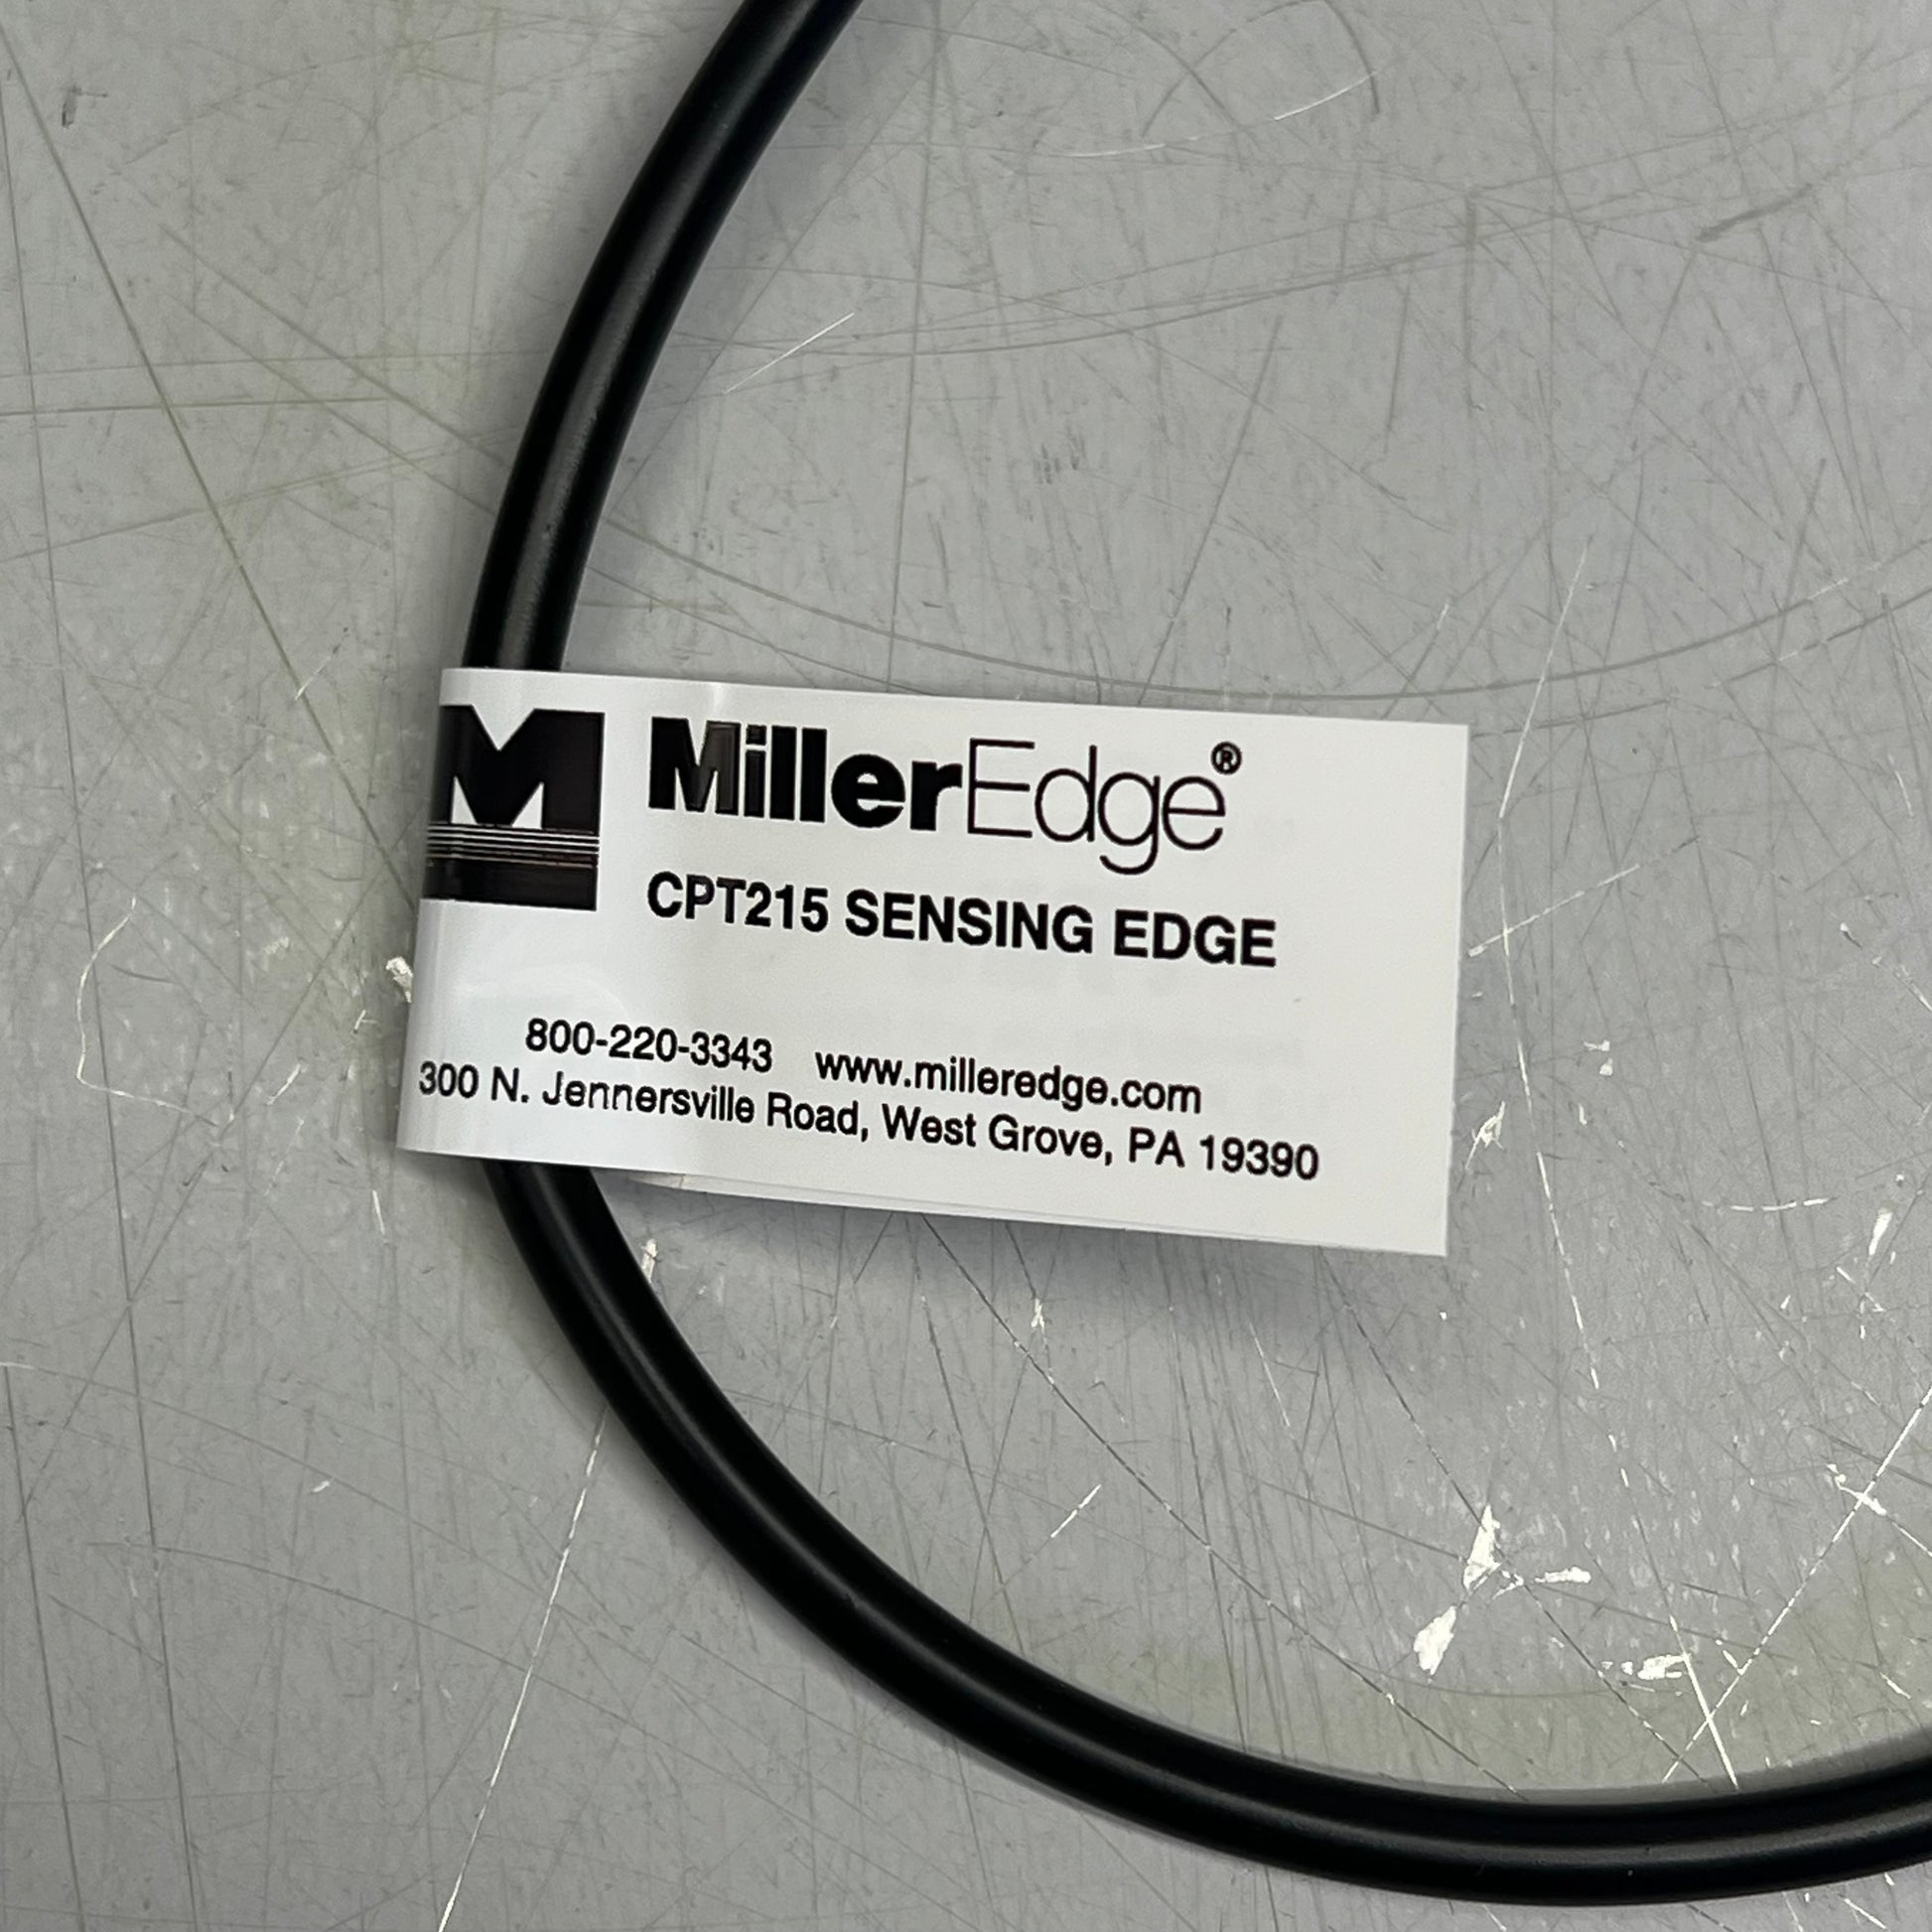 M
MillerEdge®
CPT215 SENSING EDGE
800-220-3343 www.milleredge.com
300 N. Jennersville Road, West Grove, PA 19390